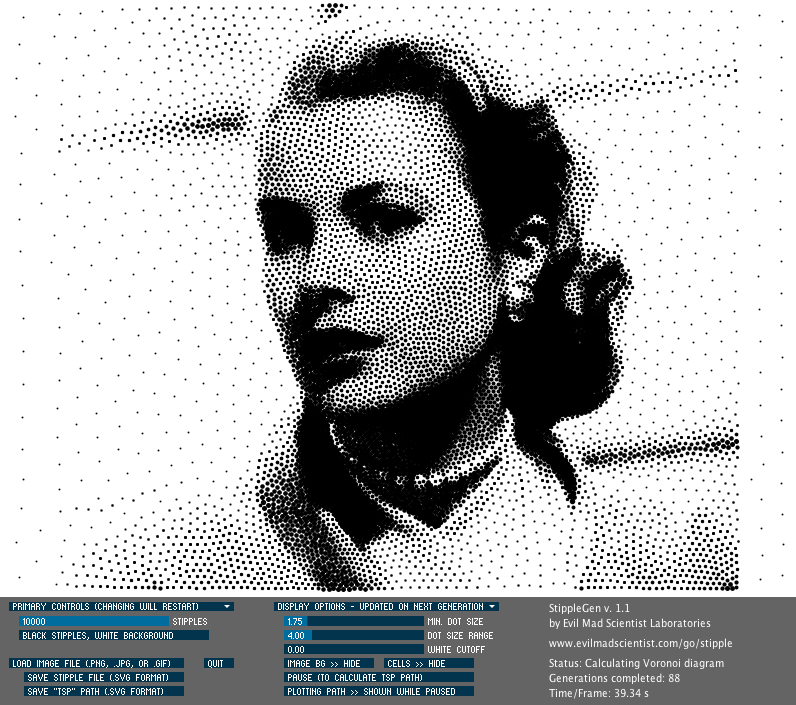 PRIMARY CONTROLS (CHANGING WILL RESTART)
10000 STIPPLES
BLACK STIPPLES, WHITE BACKGROUND
LOAD IMAGE FILE (.PNG, .JPG, OR .GIF) QUIT
SAVE STIPPLE FILE (.SVG FORMAT)
SAVE "TSP" PATH (.SVG FORMAT)
DISPLAY OPTIONS - UPDATED ON NEXT GENERATION
1.75 MIN. DOT SIZE
4.00 DOT SIZE RANGE
0.00 WHITE CUTOFF
IMAGE BG >> HIDE CELLS >> HIDE
PAUSE (TO CALCULATE TSP PATH)
PLOTTING PATH >> SHOWN WHILE PAUSED
StippleGen v. 1.1
by Evil Mad Scientist Laboratories
www.evilmadscientist.com/go/stipple
Status: Calculating Voronoi diagram
Generations completed: 88
Time/Frame: 39.34 s